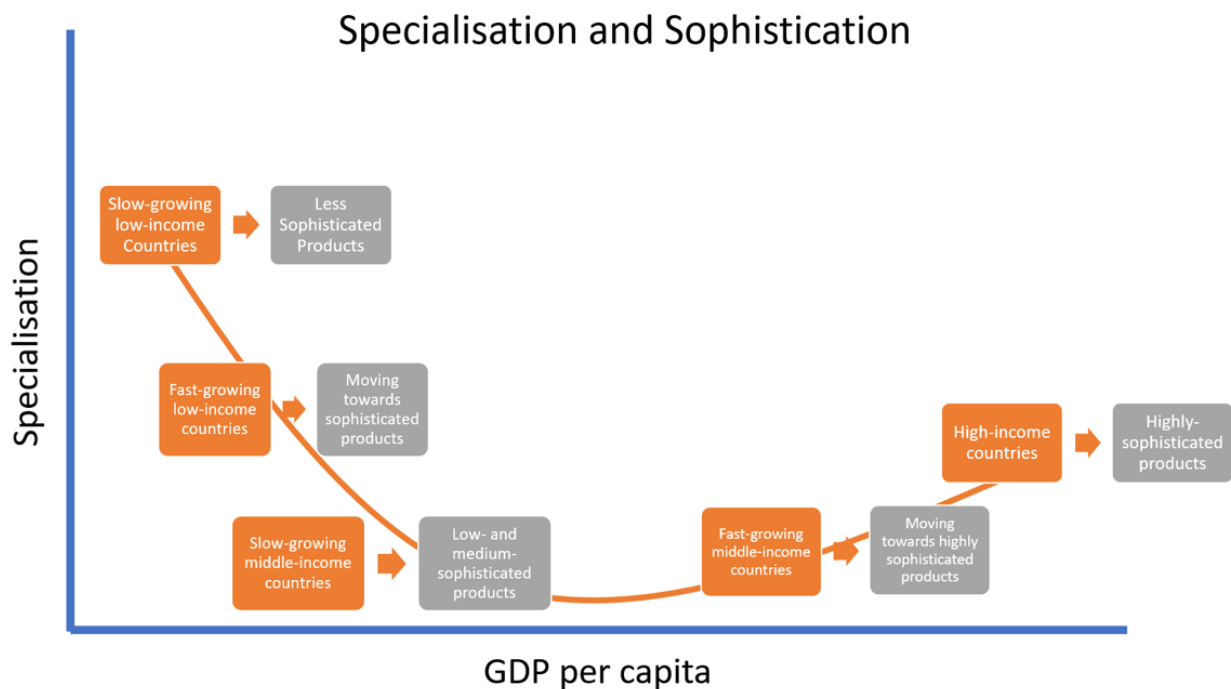 Specialisation and Sophistication
Specialisation
Slow-growing
low-income
Countries
Less
Sophisticated
Products
Fast-growing
low-income
countries
Moving
towards
sophisticated
products
Slow-growing
middle-income
countries
Low- and
medium-
sophisticated
products
Fast-growing
middle-income
countries
Moving
towards highly
sophisticated
products
High-income
countries
Highly-
sophisticated
products
GDP per capita